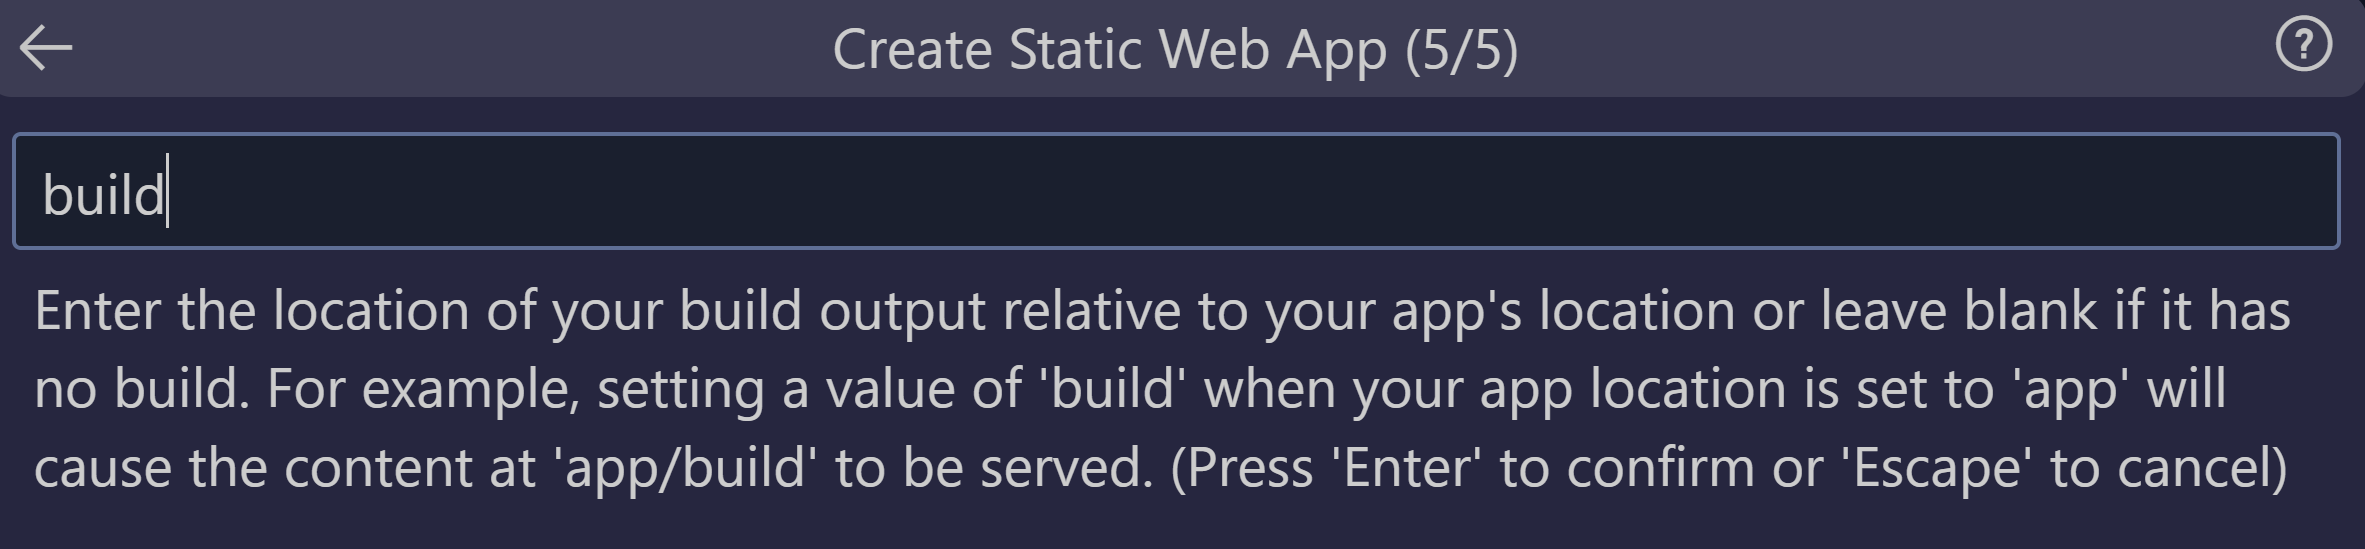 Create Static Web App (5/5)
?
build
Enter the location of your build output relative to your app's location or leave blank if it has
no build. For example, setting a value of 'build' when your app location is set to 'app' will
cause the content at 'app/build' to be served. (Press 'Enter' to confirm or 'Escape' to cancel)